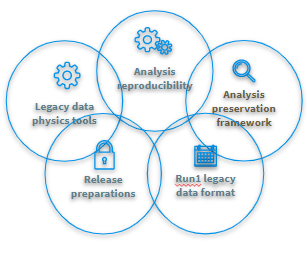 Analysis
reproducibility
Legacy data
physics tools
Analysis
preservation
framework
Release
preparations
Run1 legacy
data format